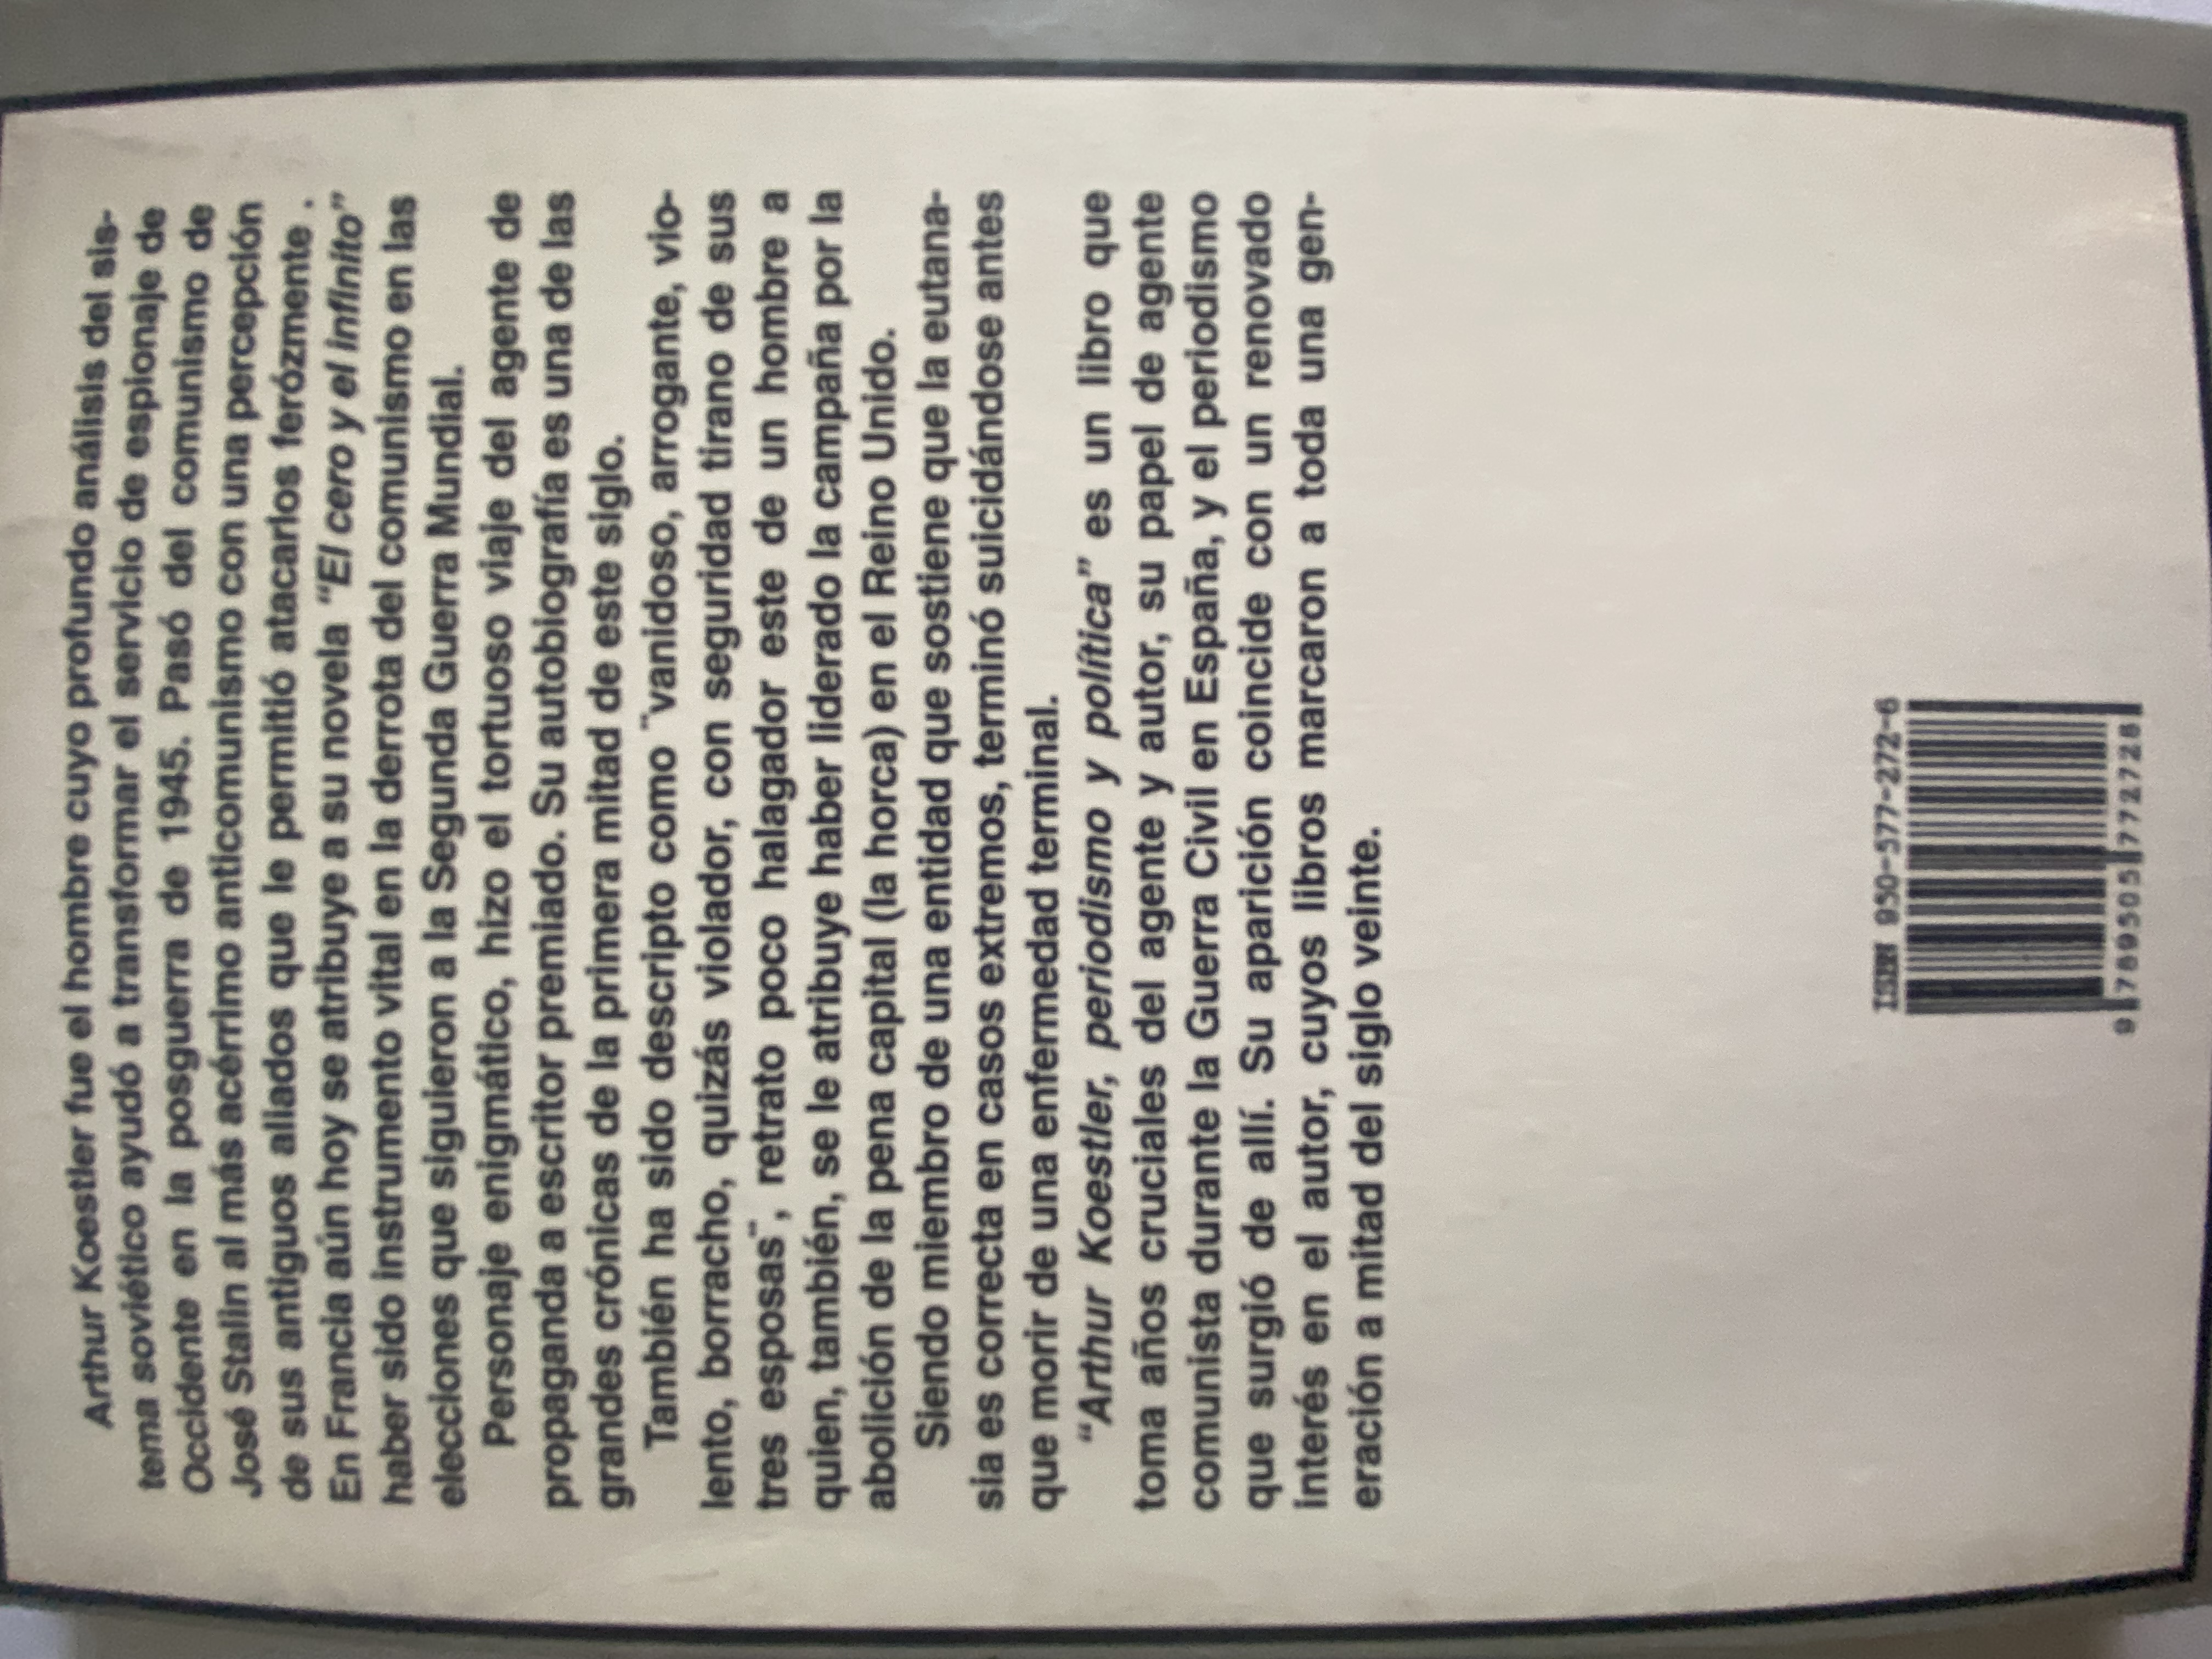 Arthur Koestler fue el hombre cuyo profundo análisis del sis-
tema soviético ayudó a transformar el servicio de espionaje de
Occidente en la posguerra de 1945. Pasó del comunismo de
José Stalin al más acérrimo anticomunismo con una percepción
de sus antiguos aliados que le permitió atacarlos ferózmente .
En Francia aún hoy se atribuye a su novela “El cero y el infinito”
haber sido instrumento vital en la derrota del comunismo en las
elecciones que siguieron a la Segunda Guerra Mundial.
Personaje enigmático, hizo el tortuoso viaje del agente de
propaganda a escritor premiado. Su autobiografía es una de las
grandes crónicas de la primera mitad de este siglo.
También ha sido descripto como ¨vanidoso, arrogante, vio-
lento, borracho, quizás violador, con seguridad tirano de sus
tres esposas¨, retrato poco halagador este de un hombre a
quien, también, se le atribuye haber liderado la campaña por la
abolición de la pena capital (la horca) en el Reino Unido.
Siendo miembro de una entidad que sostiene que la eutana-
sia es correcta en casos extremos, terminó suicidándose antes
que morir de una enfermedad terminal.
“Arthur Koestler, periodismo y política” es un libro que
toma años cruciales del agente y autor, su papel de agente
comunista durante la Guerra Civil en España, y el periodismo
que surgió de allí. Su aparición coincide con un renovado
interés en el autor, cuyos libros marcaron a toda una gen-
eración a mitad del siglo veinte.
ISBN 950-577-272-6
9 789505 772728